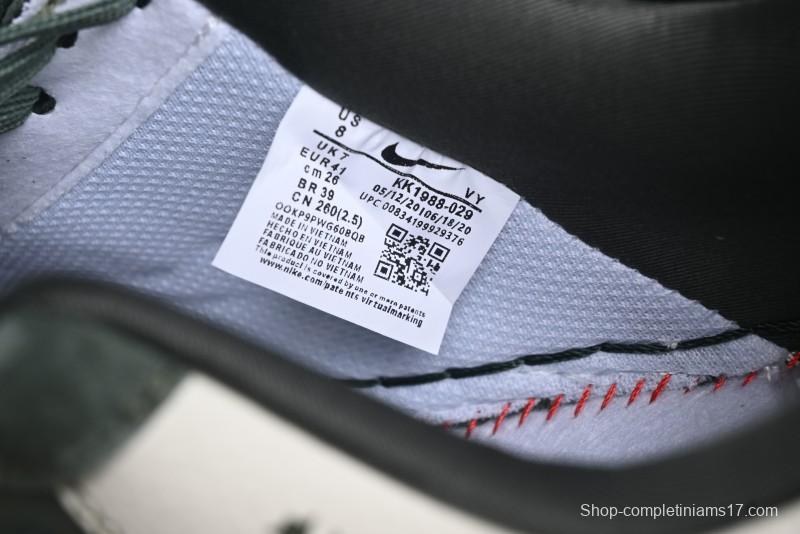 US
8
UK 7
EUR 41
cm 26
BR 39
CN 260(2.5)
OOKP9PWG60BQB
VY
KK1988-029
05/12/20106/18/20
UPC 00834199929376
MADE IN VIETNAM
HECHO EN VIETNAM
FABRIQUE AU VIETNAM
FABRICADO NO VIETNAM
This product is covered by one or more patents
www.nike.com/patents virtualmarking
Shop-completiniams17.com